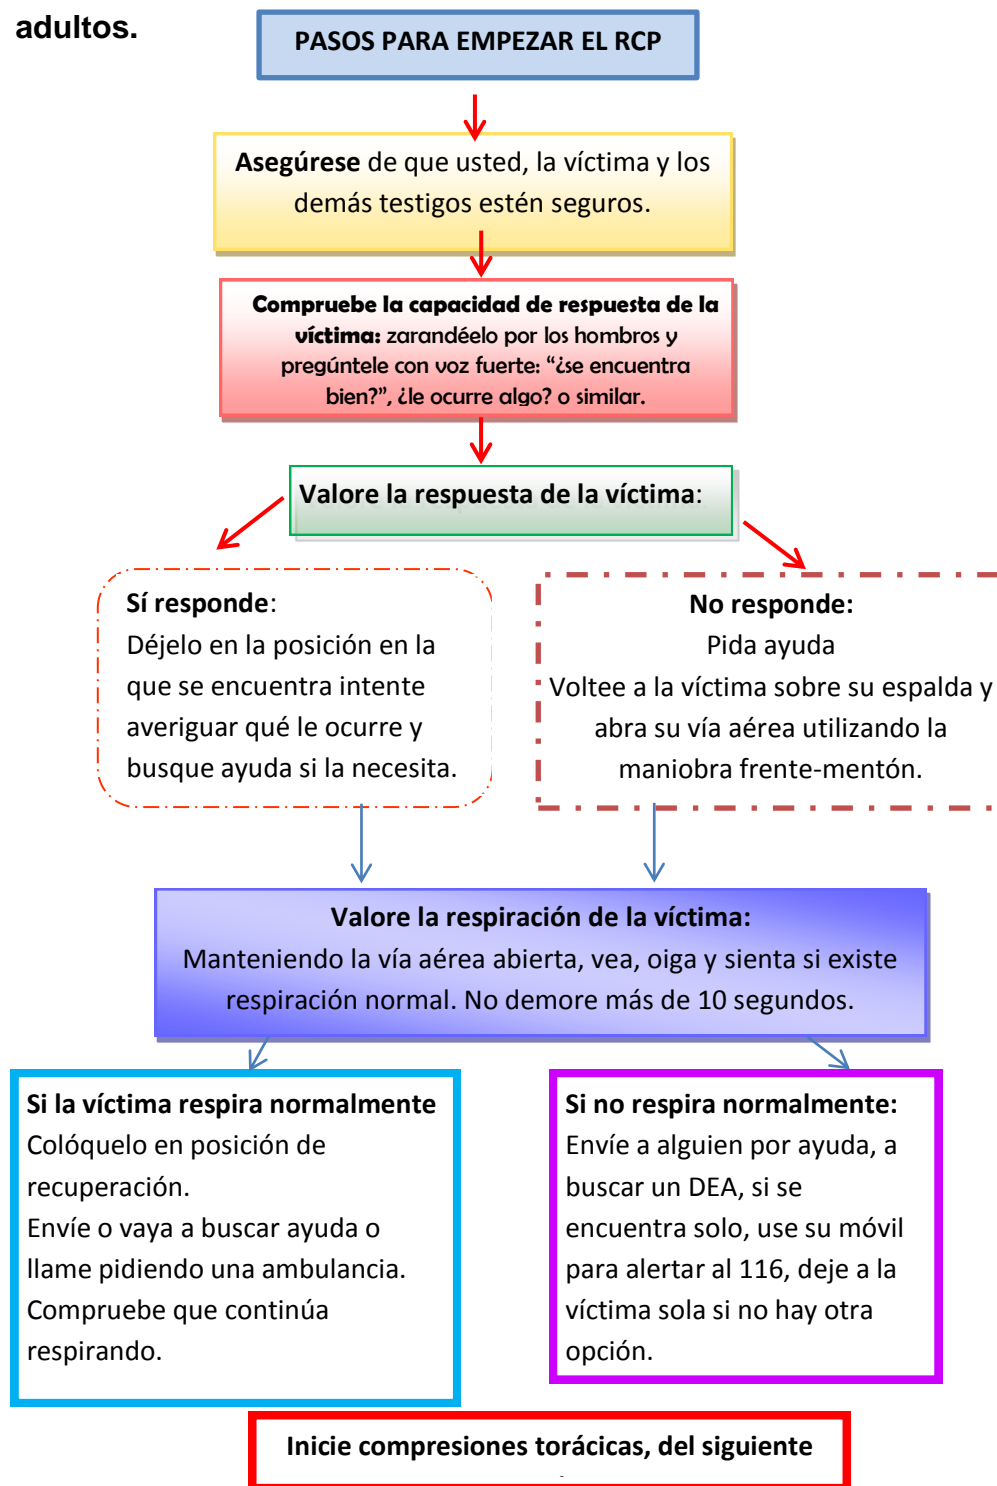 adultos.
PASOS PARA EMPEZAR EL RCP
Asegúrese de que usted, la víctima y los
demás testigos estén seguros.
Compruebe la capacidad de respuesta de la
víctima: zarandéelo por los hombros y
pregúntele con voz fuerte: “¿se encuentra
bien?”, ¿le ocurre algo? o similar.
Valore la respuesta de la víctima:
Sí responde:
Déjelo en la posición en la
que se encuentra intente
averiguar qué le ocurre y
busque ayuda si la necesita.
No responde:
Pida ayuda
Voltee a la víctima sobre su espalda y
abra su vía aérea utilizando la
maniobra frente-mentón.
Valore la respiración de la víctima:
Manteniendo la vía aérea abierta, vea, oiga y sienta si existe
respiración normal. No demore más de 10 segundos.
Si la víctima respira normalmente
Colóquelo en posición de
recuperación.
Envíe o vaya a buscar ayuda o
llame pidiendo una ambulancia.
Compruebe que continúa
respirando.
Si no respira normalmente:
Envíe a alguien por ayuda, a
buscar un DEA, si se
encuentra solo, use su móvil
para alertar al 116, deje a la
víctima sola si no hay otra
opción.
Inicie compresiones torácicas, del siguiente